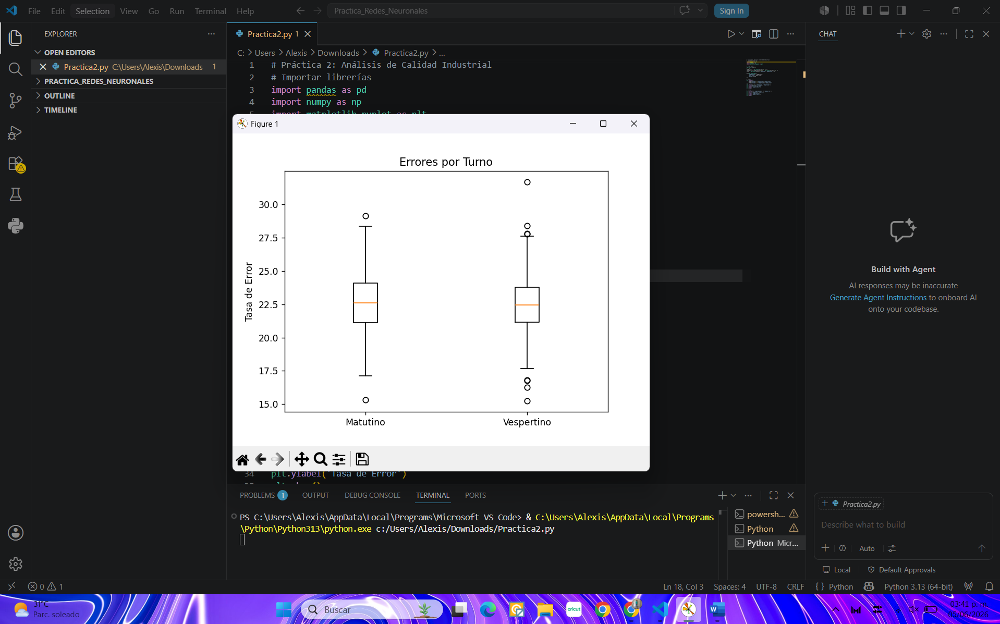 File Edit Selection View Go Run Terminal Help
Practica_Redes_Neuronales
Sign In
EXPLORER
OPEN EDITORS
Practica2.py C:\Users\Alexis\Downloads 1
PRACTICA_REDES_NEURONALES
OUTLINE
TIMELINE
Practica2.py 1
C: > Users > Alexis > Downloads > Practica2.py > ...
1 # Práctica 2: Análisis de Calidad Industrial
2 # Importar librerías
3 import pandas as pd
4 import numpy as np
5 import matplotlib.pyplot as plt
Figure 1
Errores por Turno
Tasa de Error
30.0
27.5
25.0
22.5
20.0
17.5
15.0
Matutino Vespertino
34 plt.ylabel('Tasa de Error')
PROBLEMS 1 OUTPUT DEBUG CONSOLE TERMINAL PORTS
PS C:\Users\Alexis\AppData\Local\Programs\Microsoft VS Code> & C:\Users\Alexis\AppData\Local\Programs
\Python\Python313\python.exe c:/Users/Alexis/Downloads/Practica2.py
powersh...
Python
Python Micr...
CHAT
Build with Agent
AI responses may be inaccurate
Generate Agent Instructions to onboard AI
onto your codebase.
Practica2.py
Describe what to build
Auto
Local Default Approvals
0 1
Ln 18, Col 3 Spaces: 4 UTF-8 CRLF { } Python Python 3.13 (64-bit)
31°C
Parc. soleado
Buscar
cricut
03:41 p. m.
05/06/2026